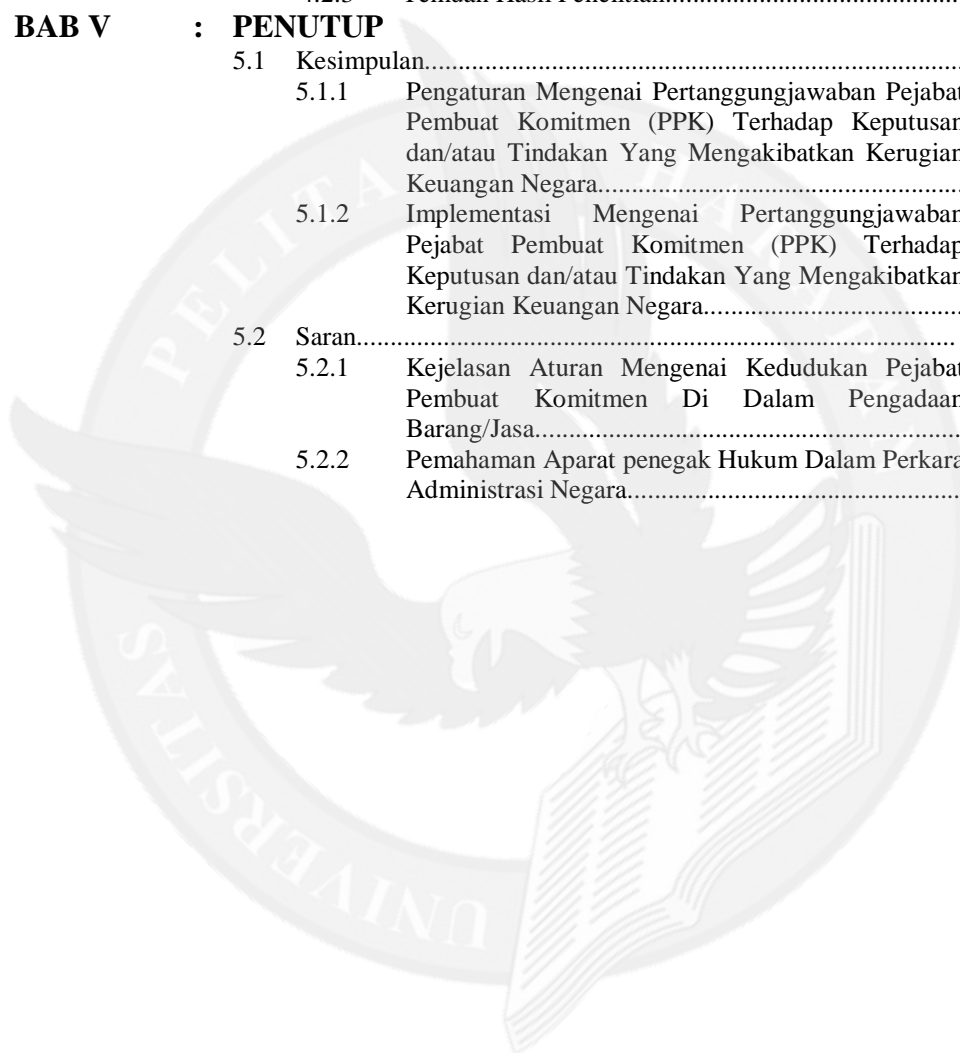 BAB V : PENUTUP
5.1 Kesimpulan
5.1.1 Pengaturan Mengenai Pertanggungjawaban Pejabat
Pembuat Komitmen (PPK) Terhadap Keputusan
dan/atau Tindakan Yang Mengakibatkan Kerugian
Keuangan Negara
5.1.2 Implementasi Mengenai Pertanggungjawaban
Pejabat Pembuat Komitmen (PPK) Terhadap
Keputusan dan/atau Tindakan Yang Mengakibatkan
Kerugian Keuangan Negara
5.2 Saran
5.2.1 Kejelasan Aturan Mengenai Kedudukan Pejabat
Pembuat Komitmen Di Dalam Pengadaan
Barang/Jasa
5.2.2 Pemahaman Aparat penegak Hukum Dalam Perkara
Administrasi Negara
UNIVERSITAS PELITA HARAPAN